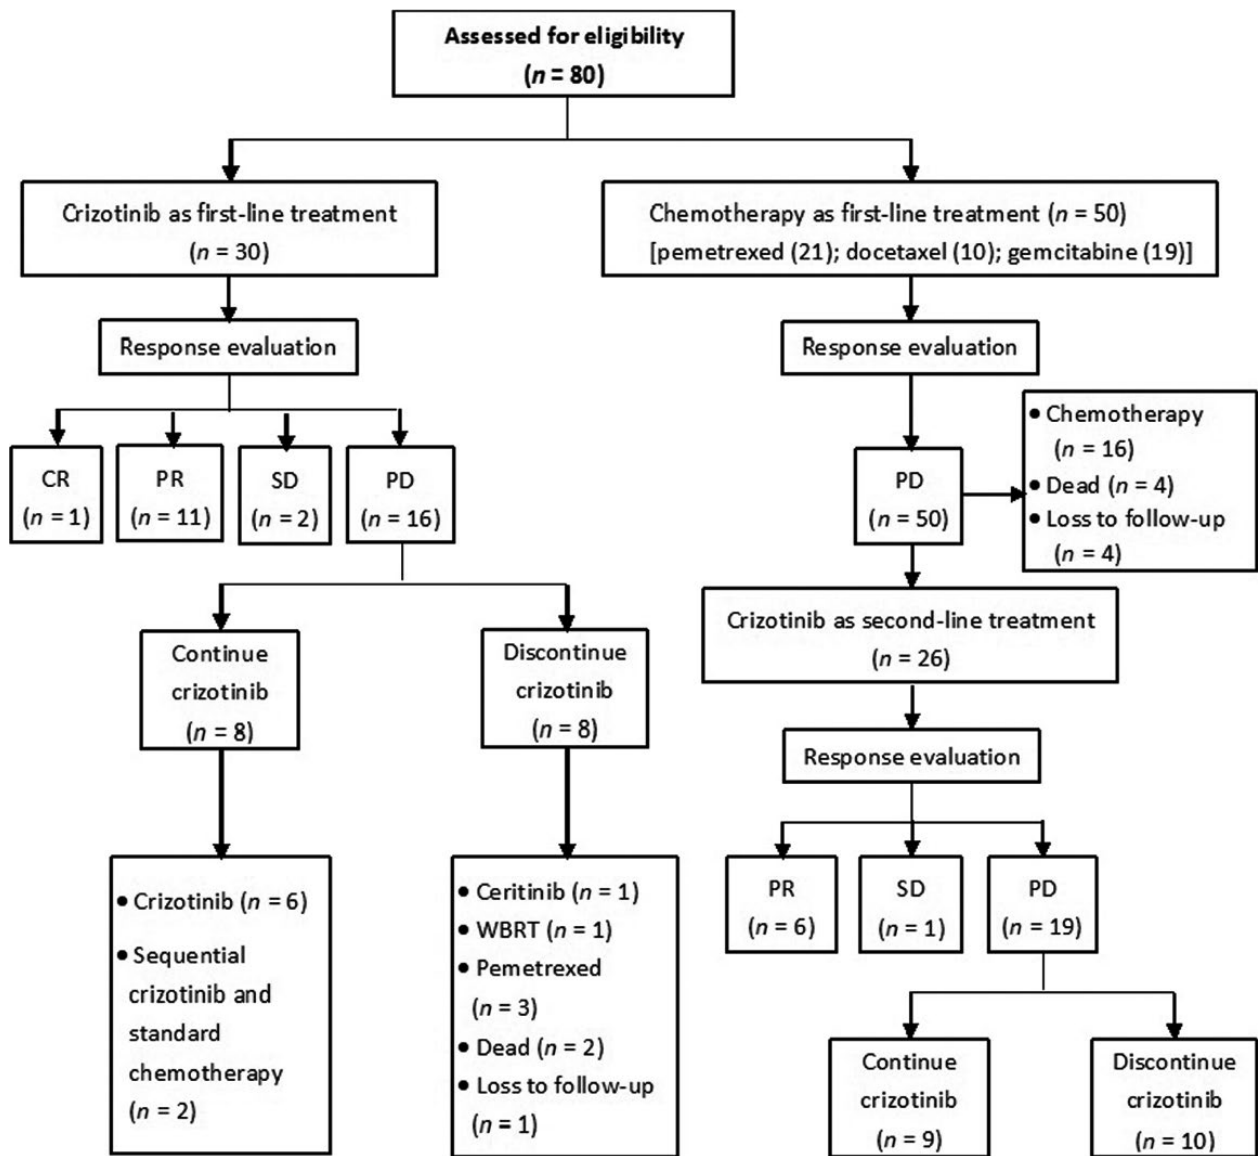 Assessed for eligibility
(n = 80)
Crizotinib as first-line treatment
(n = 30)
Chemotherapy as first-line treatment (n = 50)
[pemetrexed (21); docetaxel (10); gemcitabine (19)]
Response evaluation
Response evaluation
CR
(n = 1)
PR
(n = 11)
SD
(n = 2)
PD
(n = 16)
PD
(n = 50)
• Chemotherapy
(n = 16)
• Dead (n = 4)
• Loss to follow-up
(n = 4)
Continue
crizotinib
(n = 8)
Discontinue
crizotinib
(n = 8)
Crizotinib as second-line treatment
(n = 26)
Response evaluation
• Crizotinib (n = 6)
• Sequential
crizotinib and
standard
chemotherapy
(n = 2)
• Ceritinib (n = 1)
• WBRT (n = 1)
• Pemetrexed
(n = 3)
• Dead (n = 2)
• Loss to follow-up
(n = 1)
PR
(n = 6)
SD
(n = 1)
PD
(n = 19)
Continue
crizotinib
(n = 9)
Discontinue
crizotinib
(n = 10)